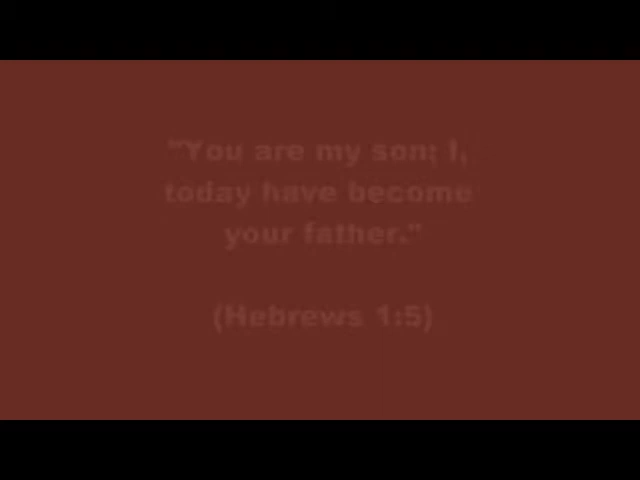 "You are my son; I,
today have become
your father."
(Hebrews 1:5)